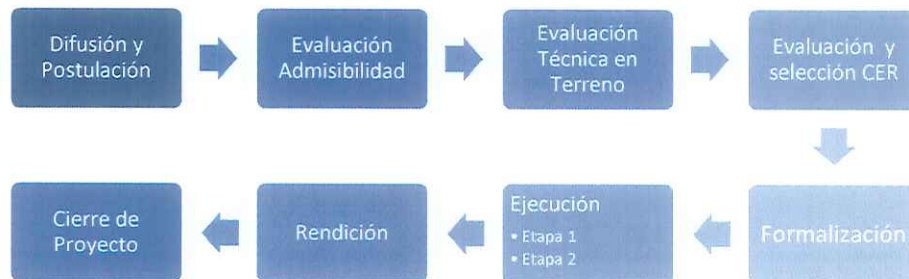 Difusión y
Postulación
Evaluación
Admisibilidad
Evaluación
Técnica en
Terreno
Evaluación y
selección CER
Formalización
Ejecución
• Etapa 1
• Etapa 2
Rendición
Cierre de
Proyecto